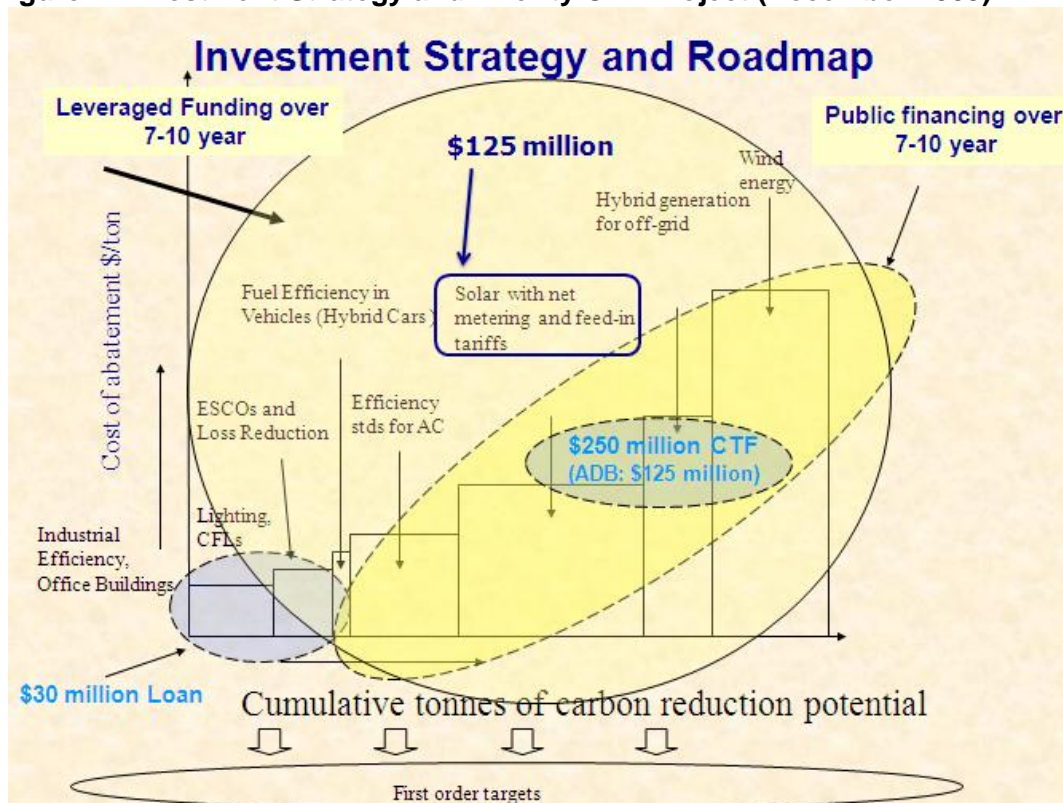 Investment Strategy and Roadmap
Leveraged Funding over
7-10 year
$125 million
Public financing over
7-10 year
Wind
energy
Hybrid generation
for off-grid
Cost of abatement $/ton
Fuel Efficiency in
Vehicles (Hybrid Cars)
Solar with net
metering and feed-in
tariffs
ESCOs and
Loss Reduction
Efficiency
stds for AC
$250 million CTF
(ADB: $125 million)
Lighting,
CFLs
Industrial
Efficiency,
Office Buildings
$30 million Loan
Cumulative tonnes of carbon reduction potential
First order targets